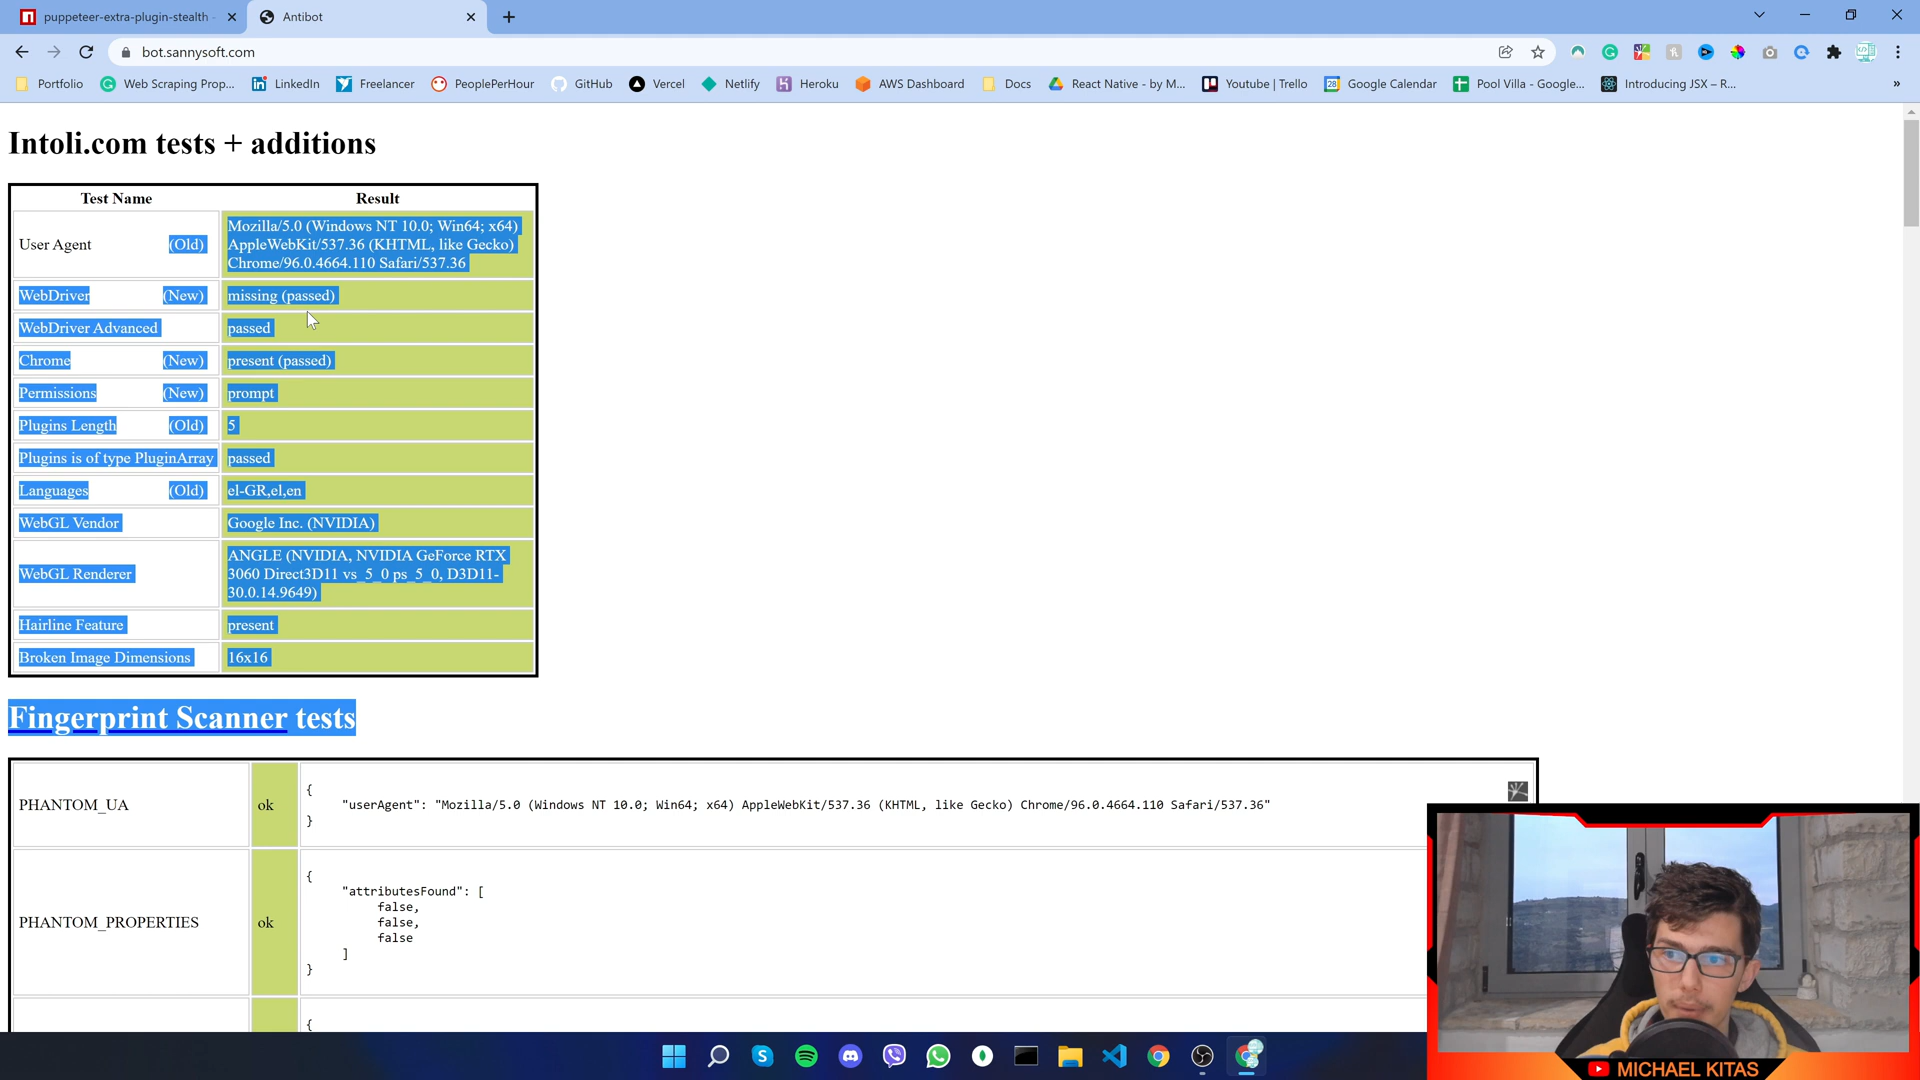 puppeteer-extra-plugin-stealth
Antibot
bot.sannysoft.com
Portfolio
Web Scraping Prop...
LinkedIn
Freelancer
PeoplePerHour
GitHub
Vercel
Netlify
Heroku
AWS Dashboard
Docs
React Native - by M...
Youtube | Trello
28
Google Calendar
Pool Villa - Google...
Introducing JSX – R...
»
Intoli.com tests + additions
Test Name Result
User Agent (Old)
Mozilla/5.0 (Windows NT 10.0; Win64; x64)
AppleWebKit/537.36 (KHTML, like Gecko)
Chrome/96.0.4664.110 Safari/537.36
WebDriver (New) missing (passed)
WebDriver Advanced passed
Chrome (New) present (passed)
Permissions (New) prompt
Plugins Length (Old) 5
Plugins is of type PluginArray passed
Languages (Old) el-GR,el,en
WebGL Vendor Google Inc. (NVIDIA)
WebGL Renderer
ANGLE (NVIDIA, NVIDIA GeForce RTX
3060 Direct3D11 vs_5_0 ps_5_0, D3D11-
30.0.14.9649)
Hairline Feature present
Broken Image Dimensions 16x16
Fingerprint Scanner tests
PHANTOM_UA ok
{
"userAgent": "Mozilla/5.0 (Windows NT 10.0; Win64; x64) AppleWebKit/537.36 (KHTML, like Gecko) Chrome/96.0.4664.110 Safari/537.36"
}
PHANTOM_PROPERTIES ok
{
"attributesFound": [
false,
false,
false
]
}
{
MICHAEL KITAS